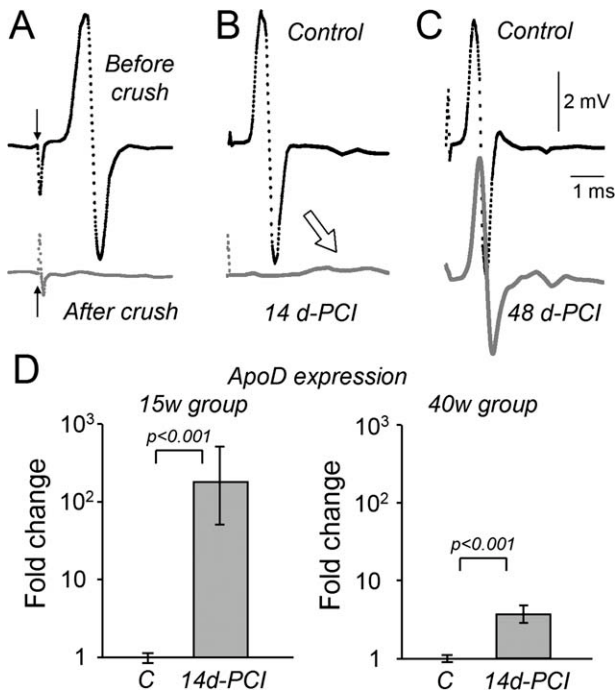 A
B
C
Before
crush
Control
Control
2 mV
1 ms
After crush
14 d-PCI
48 d-PCI
D
ApoD expression
15w group
40w group
Fold change
10³
10²
10
1
p<0.001
C
14d-PCI
Fold change
10³
10²
10
1
p<0.001
C
14d-PCI